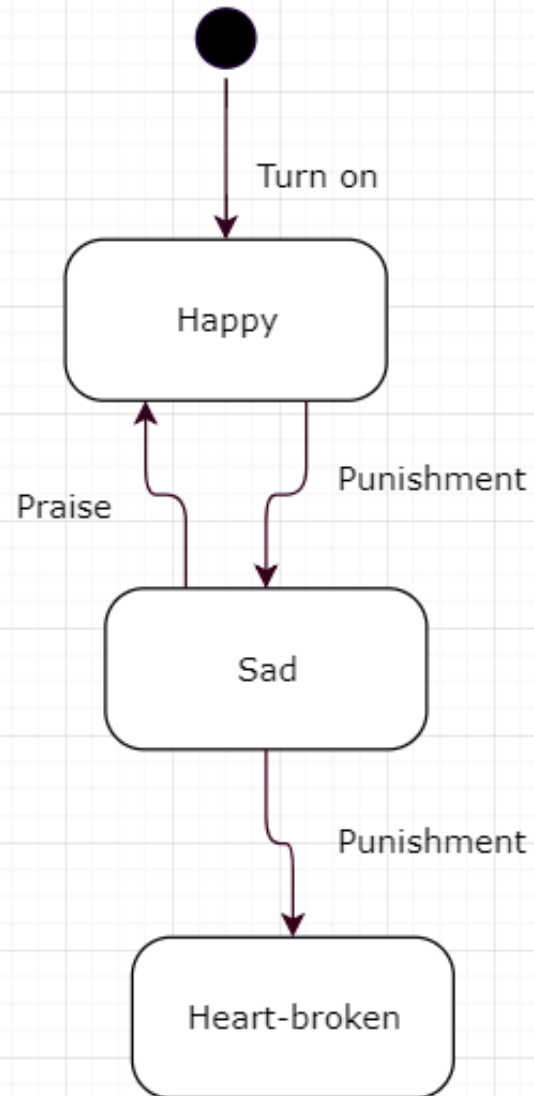 Turn on
Happy
Punishment
Praise
Sad
Punishment
Heart-broken